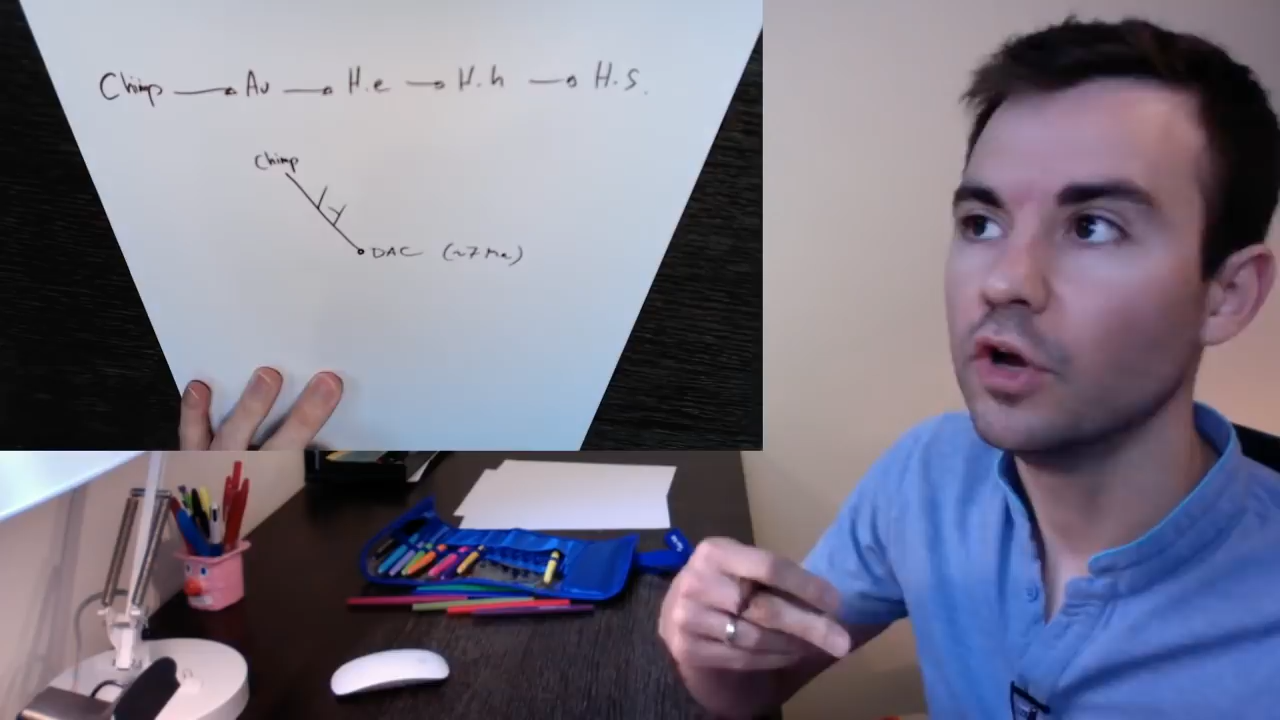 Chimp → Au → H.e → H.h → H.s.
Chimp
DAC (~7 Ma)